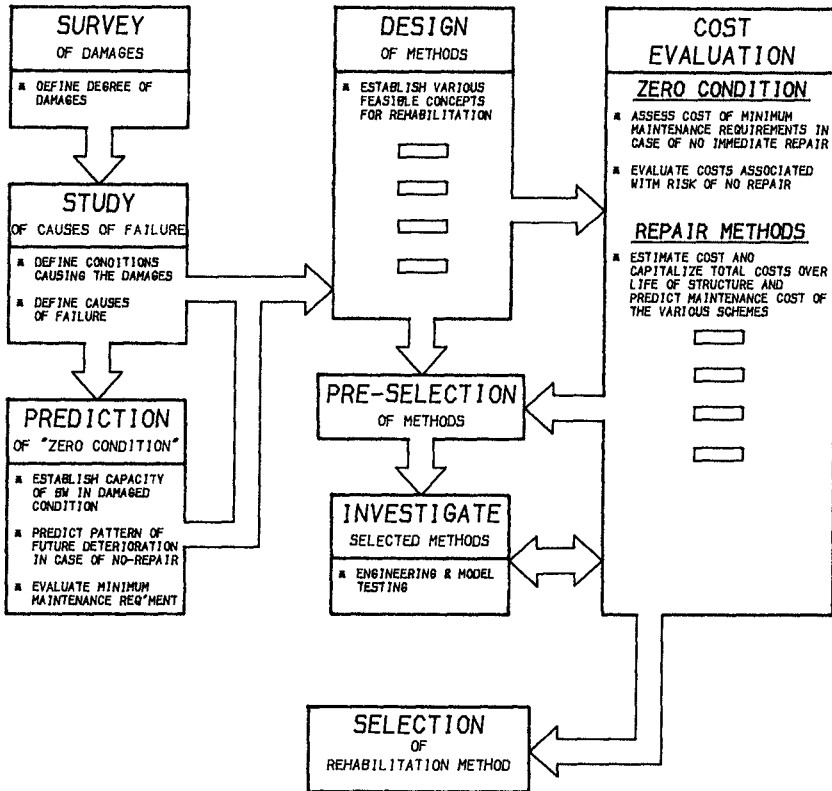 SURVEY
OF DAMAGES
DEFINE DEGREE OF
DAMAGES
STUDY
OF CAUSES OF FAILURE
DEFINE CONDITIONS
CAUSING THE DAMAGES
DEFINE CAUSES
OF FAILURE
PREDICTION
OF "ZERO CONDITION"
ESTABLISH CAPACITY
OF BW IN DAMAGED
CONDITION
PREDICT PATTERN OF
FUTURE DETERIORATION
IN CASE OF NO-REPAIR
EVALUATE MINIMUM
MAINTENANCE REQ'MENT
DESIGN
OF METHODS
ESTABLISH VARIOUS
FEASIBLE CONCEPTS
FOR REHABILITATION
PRE-SELECTION
OF METHODS
INVESTIGATE
SELECTED METHODS
ENGINEERING & MODEL
TESTING
COST
EVALUATION
ZERO CONDITION
ASSESS COST OF MINIMUM
MAINTENANCE REQUIREMENTS IN
CASE OF NO IMMEDIATE REPAIR
EVALUATE COSTS ASSOCIATED
WITH RISK OF NO REPAIR
REPAIR METHODS
ESTIMATE COST AND
CAPITALIZE TOTAL COSTS OVER
LIFE OF STRUCTURE AND
PREDICT MAINTENANCE COST OF
THE VARIOUS SCHEMES
SELECTION
OF
REHABILITATION METHOD